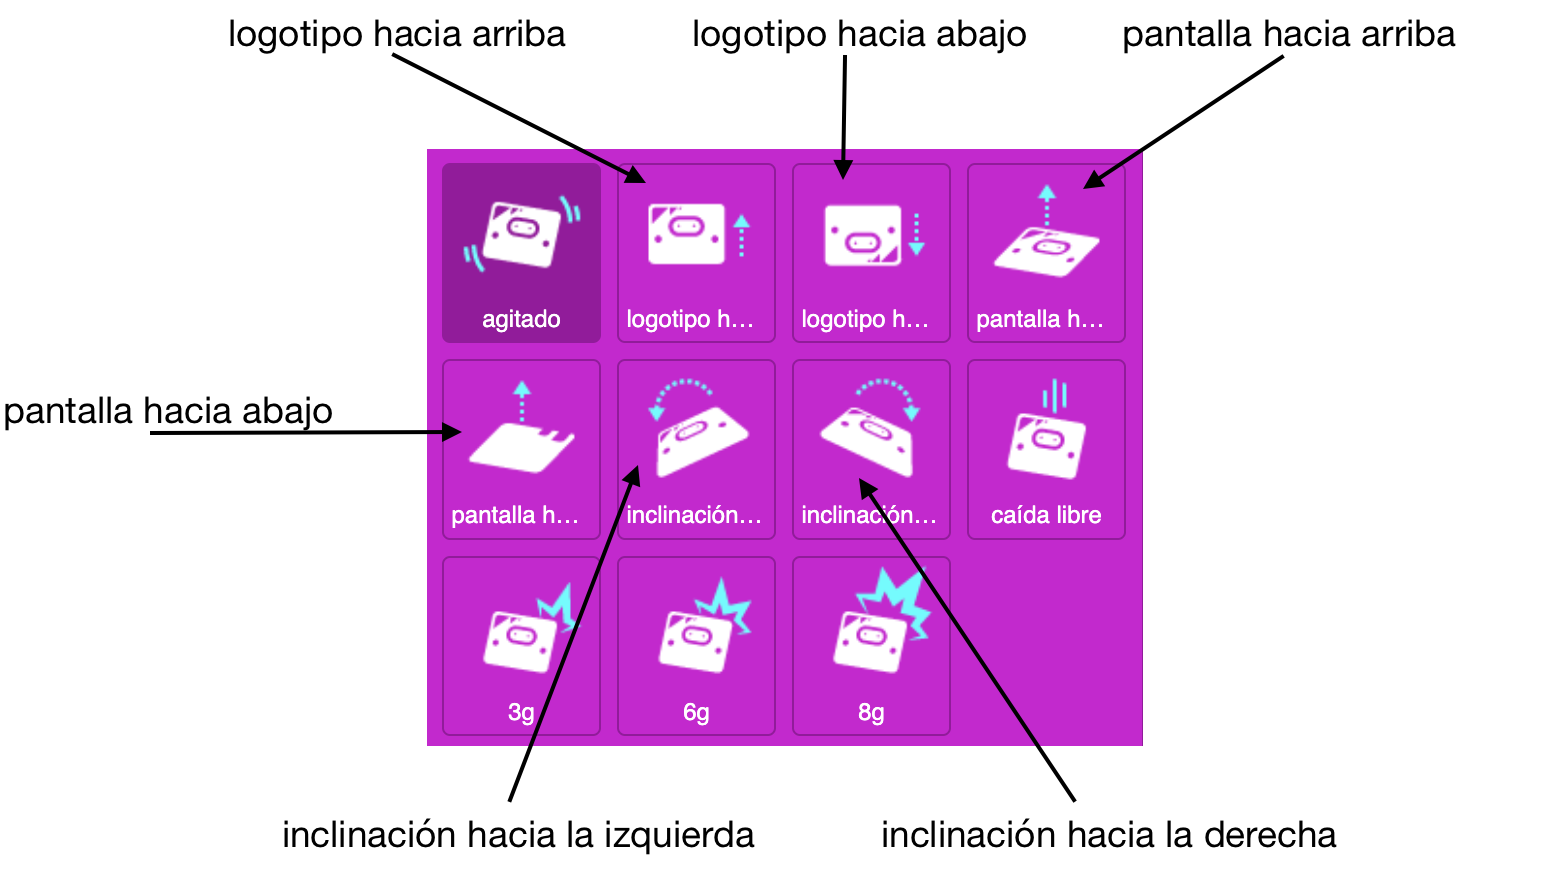 logotipo hacia arriba
logotipo hacia abajo
pantalla hacia arriba
agitado
logotipo h...
logotipo h...
pantalla h...
pantalla hacia abajo
pantalla h...
inclinación...
inclinación...
caída libre
3g
6g
8g
inclinación hacia la izquierda
inclinación hacia la derecha